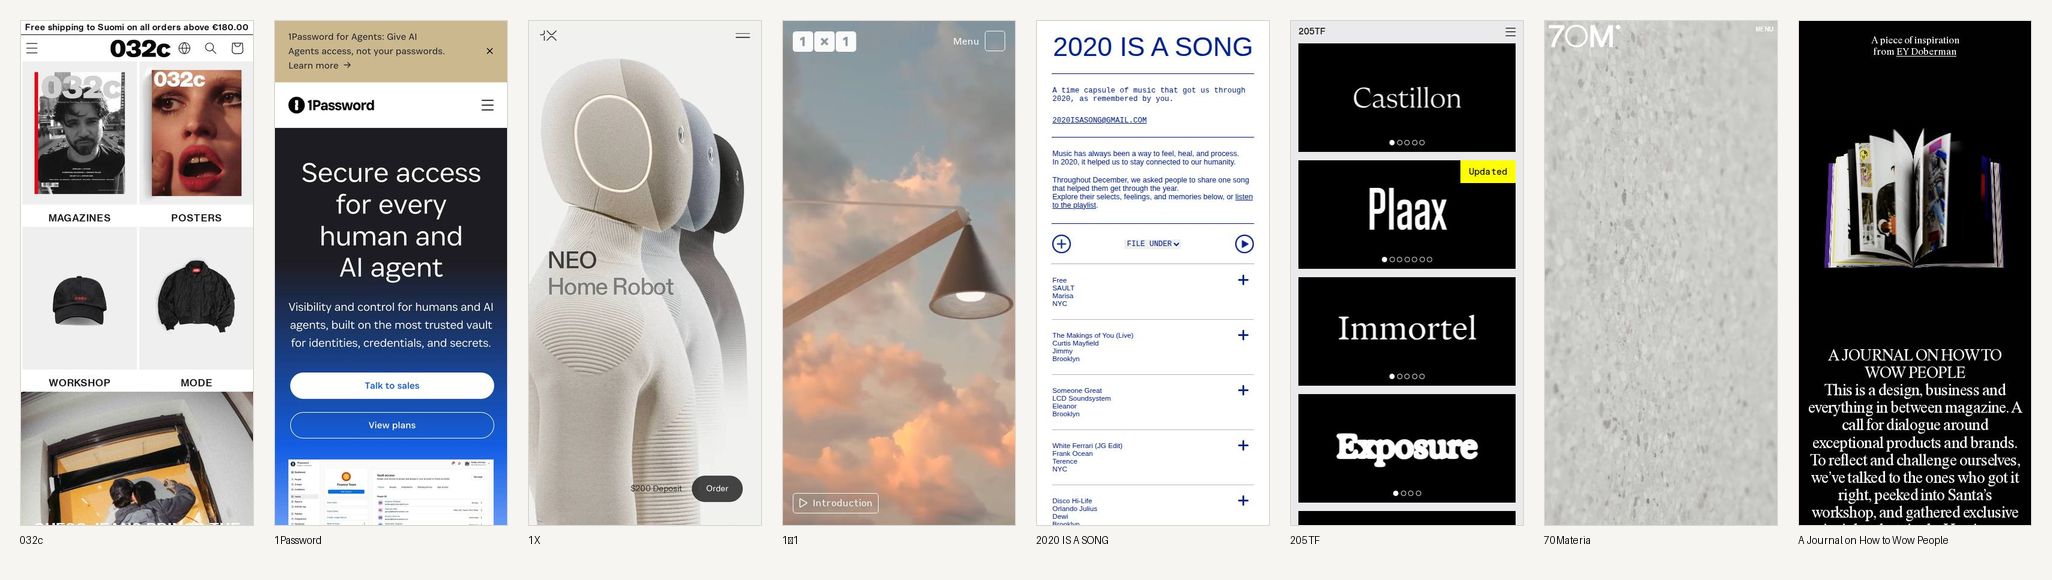 Free shipping to Suomi on all orders above €180.00
032c
032c
032c
MAGAZINES
POSTERS
WORKSHOP
MODE
032c
1Password for Agents: Give AI
Agents access, not your passwords.
Learn more →
1Password
Secure access
for every
human and
AI agent
Visibility and control for humans and AI
agents, built on the most trusted vault
for identities, credentials, and secrets.
Talk to sales
View plans
1Password
1X
NEO
Home Robot
$200 Deposit
Order
1X
1 × 1
Menu
Introduction
2020 IS A SONG
A time capsule of music that got us through
2020, as remembered by you.
2020ISASONG@GMAIL.COM
Music has always been a way to feel, heal, and process.
In 2020, it helped us to stay connected to our humanity.
Throughout December, we asked people to share one song
that helped them get through the year.
Explore their selects, feelings, and memories below, or listen
to the playlist.
FILE UNDER
Free
SAULT
Marisa
NYC
The Makings of You (Live)
Curtis Mayfield
Jimmy
Brooklyn
Someone Great
LCD Soundsystem
Eleanor
Brooklyn
White Ferrari (JG Edit)
Frank Ocean
Terence
NYC
Disco Hi-Life
Orlando Julius
Dewi
Brooklyn
2020 IS A SONG
205TF
Castillon
Updated
Plaax
Immortel
Exposure
205TF
70M
MENU
70Materia
A piece of inspiration
from EY Doberman
A JOURNAL ON HOW TO
WOW PEOPLE
This is a design, business and
everything in between magazine. A
call for dialogue around
exceptional products and brands.
To reflect and challenge ourselves,
we've talked to the ones who got it
right, peeked into Santa's
workshop, and gathered exclusive
A Journal on How to Wow People